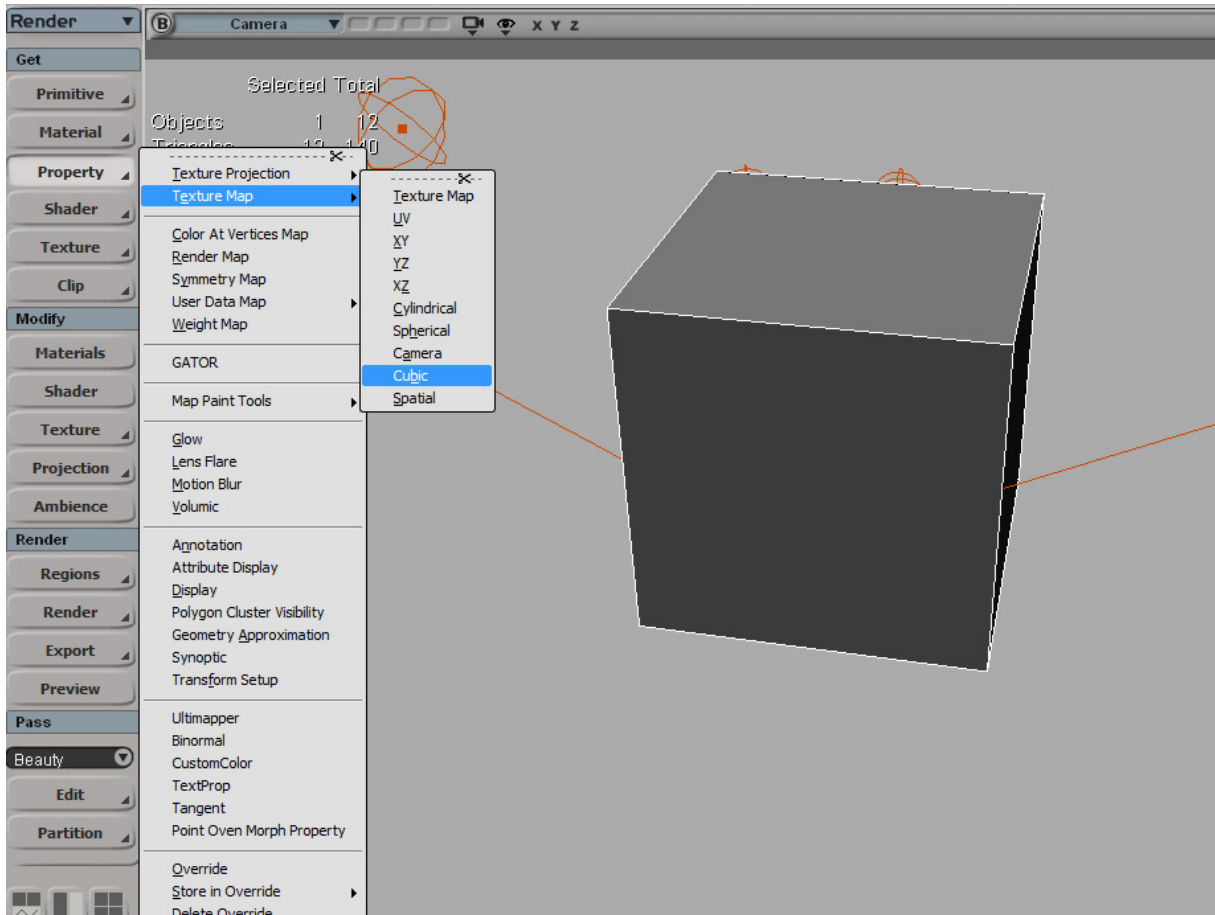 Render
B Camera X Y Z
Get
Primitive
Material
Property
Shader
Texture
Clip
Modify
Materials
Shader
Texture
Projection
Ambience
Render
Regions
Render
Export
Preview
Pass
Beauty
Edit
Partition
Selected Total
Objects 1 12
Triangles 12 140
Texture Projection
Texture Map
Color At Vertices Map
Render Map
Symmetry Map
User Data Map
Weight Map
GATOR
Map Paint Tools
Glow
Lens Flare
Motion Blur
Volumic
Annotation
Attribute Display
Display
Polygon Cluster Visibility
Geometry Approximation
Synoptic
Transform Setup
Ultimapper
Binormal
CustomColor
TextProp
Tangent
Point Oven Morph Property
Override
Store in Override
Delete Override
Texture Map
UV
XY
YZ
XZ
Cylindrical
Spherical
Camera
Cubic
Spatial